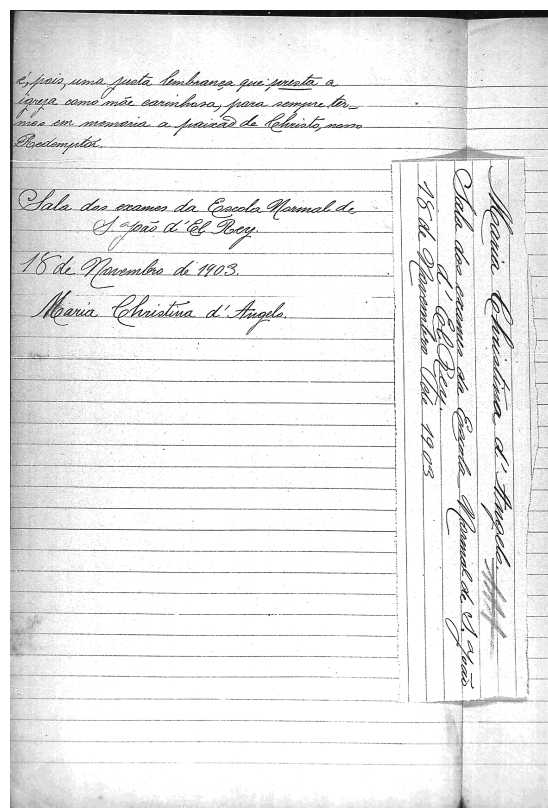 é, pois, uma justa lembrança que presta a
igreja como mãe carinhosa, para sempre ter-
mos em memoria a paixão de Christo, nosso
Redemptor.
Sala dos exames da Escola Normal de
S. João d'El Rey.
18 de Novembro de 1903.
Maria Christina d'Angelo.
Maria Christina d'Angelo
Sala dos exames da Escola Normal de S. João
d'El Rey.
18 de Novembro de 1903